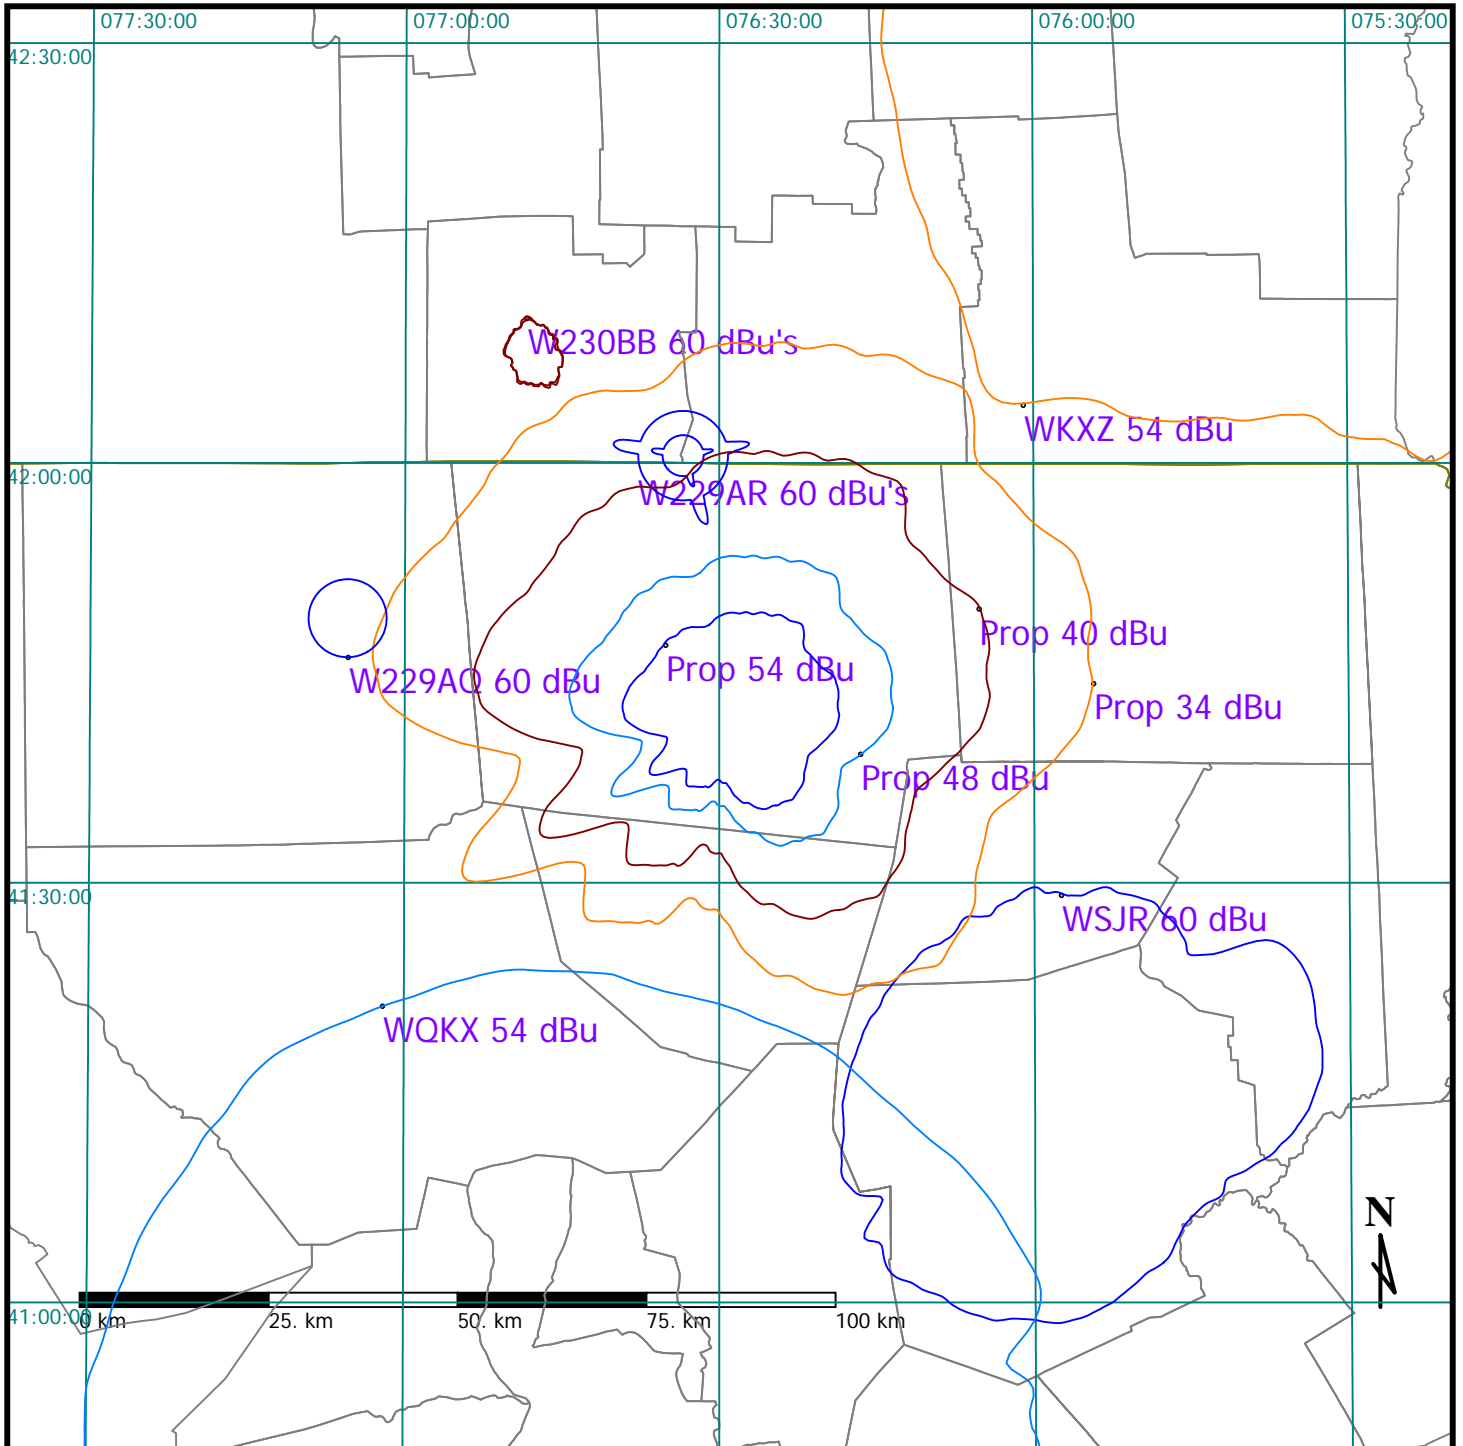 077:30:00
077:00:00
076:30:00
076:00:00
075:30:00
42:30:00
W230BB 60 dBu's
WKXZ 54 dBu
42:00:00
W229AR 60 dBu's
Prop 40 dBu
Prop 54 dBu
W229AO 60 dBu
Prop 34 dBu
Prop 48 dBu
41:30:00
WSJR 60 dBu
WQKX 54 dBu
N
41:00:00
0 km
25. km
50. km
75. km
100 km